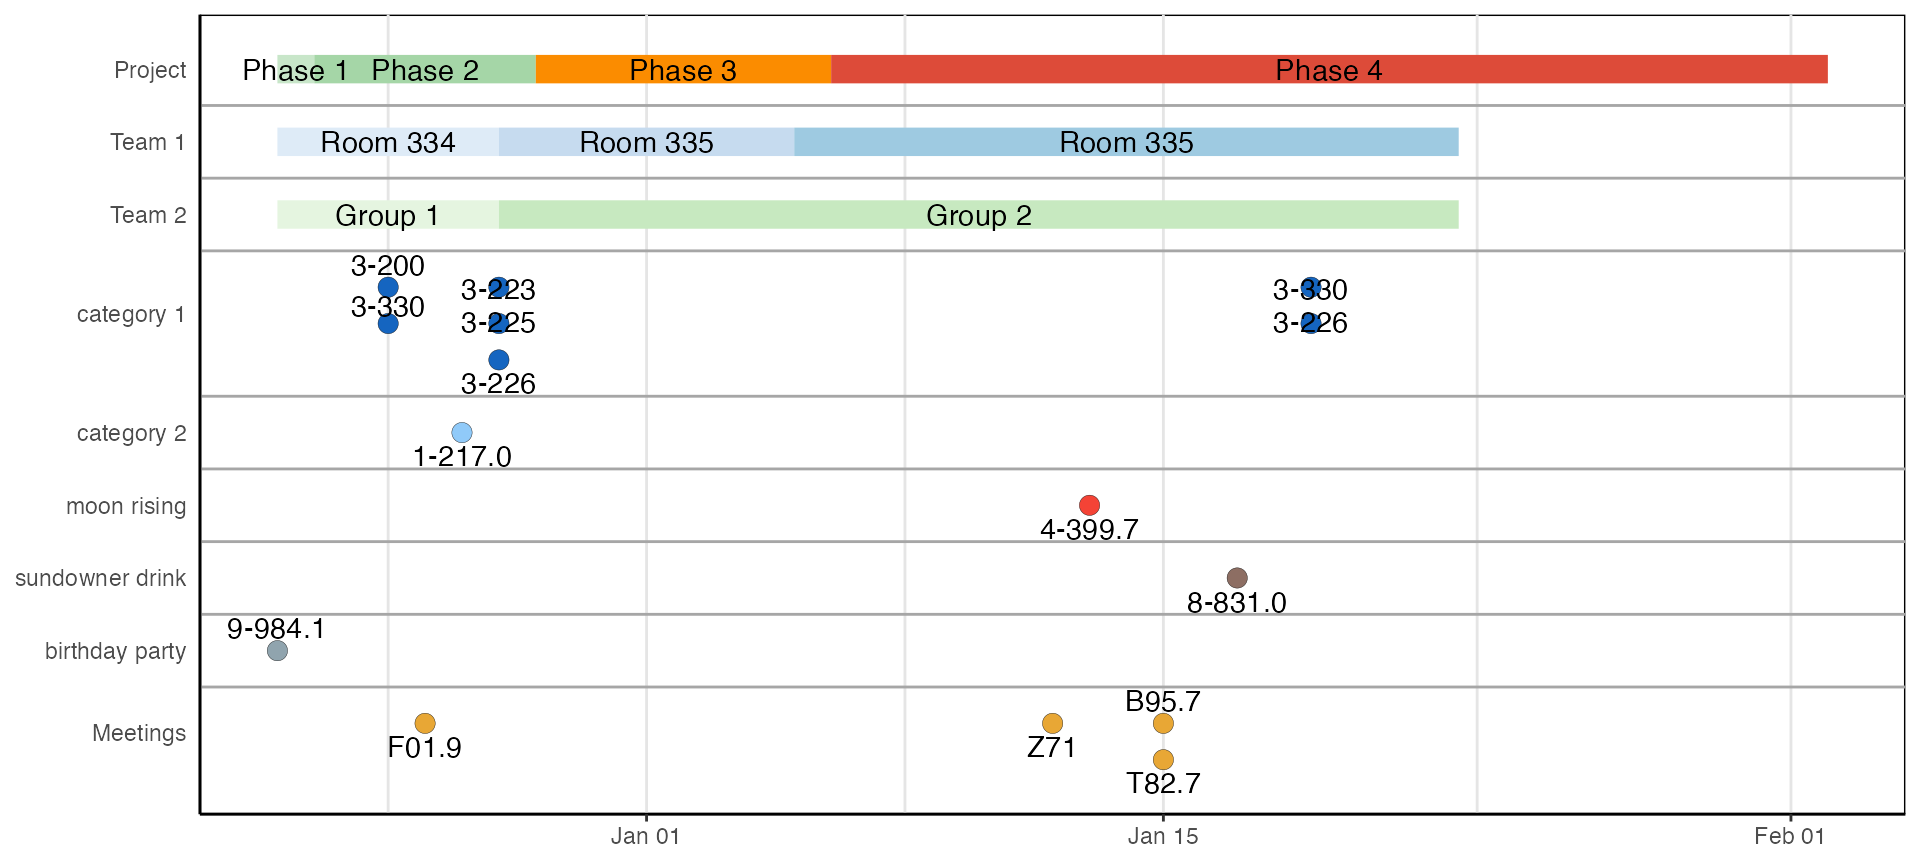 Project
Phase 1
Phase 2
Phase 3
Phase 4
Team 1
Room 334
Room 335
Room 335
Team 2
Group 1
Group 2
category 1
3-200
3-330
3-223
3-225
3-226
3-330
3-226
category 2
1-217.0
moon rising
4-399.7
sundowner drink
8-831.0
birthday party
9-984.1
Meetings
F01.9
Z71
B95.7
T82.7
Jan 01
Jan 15
Feb 01